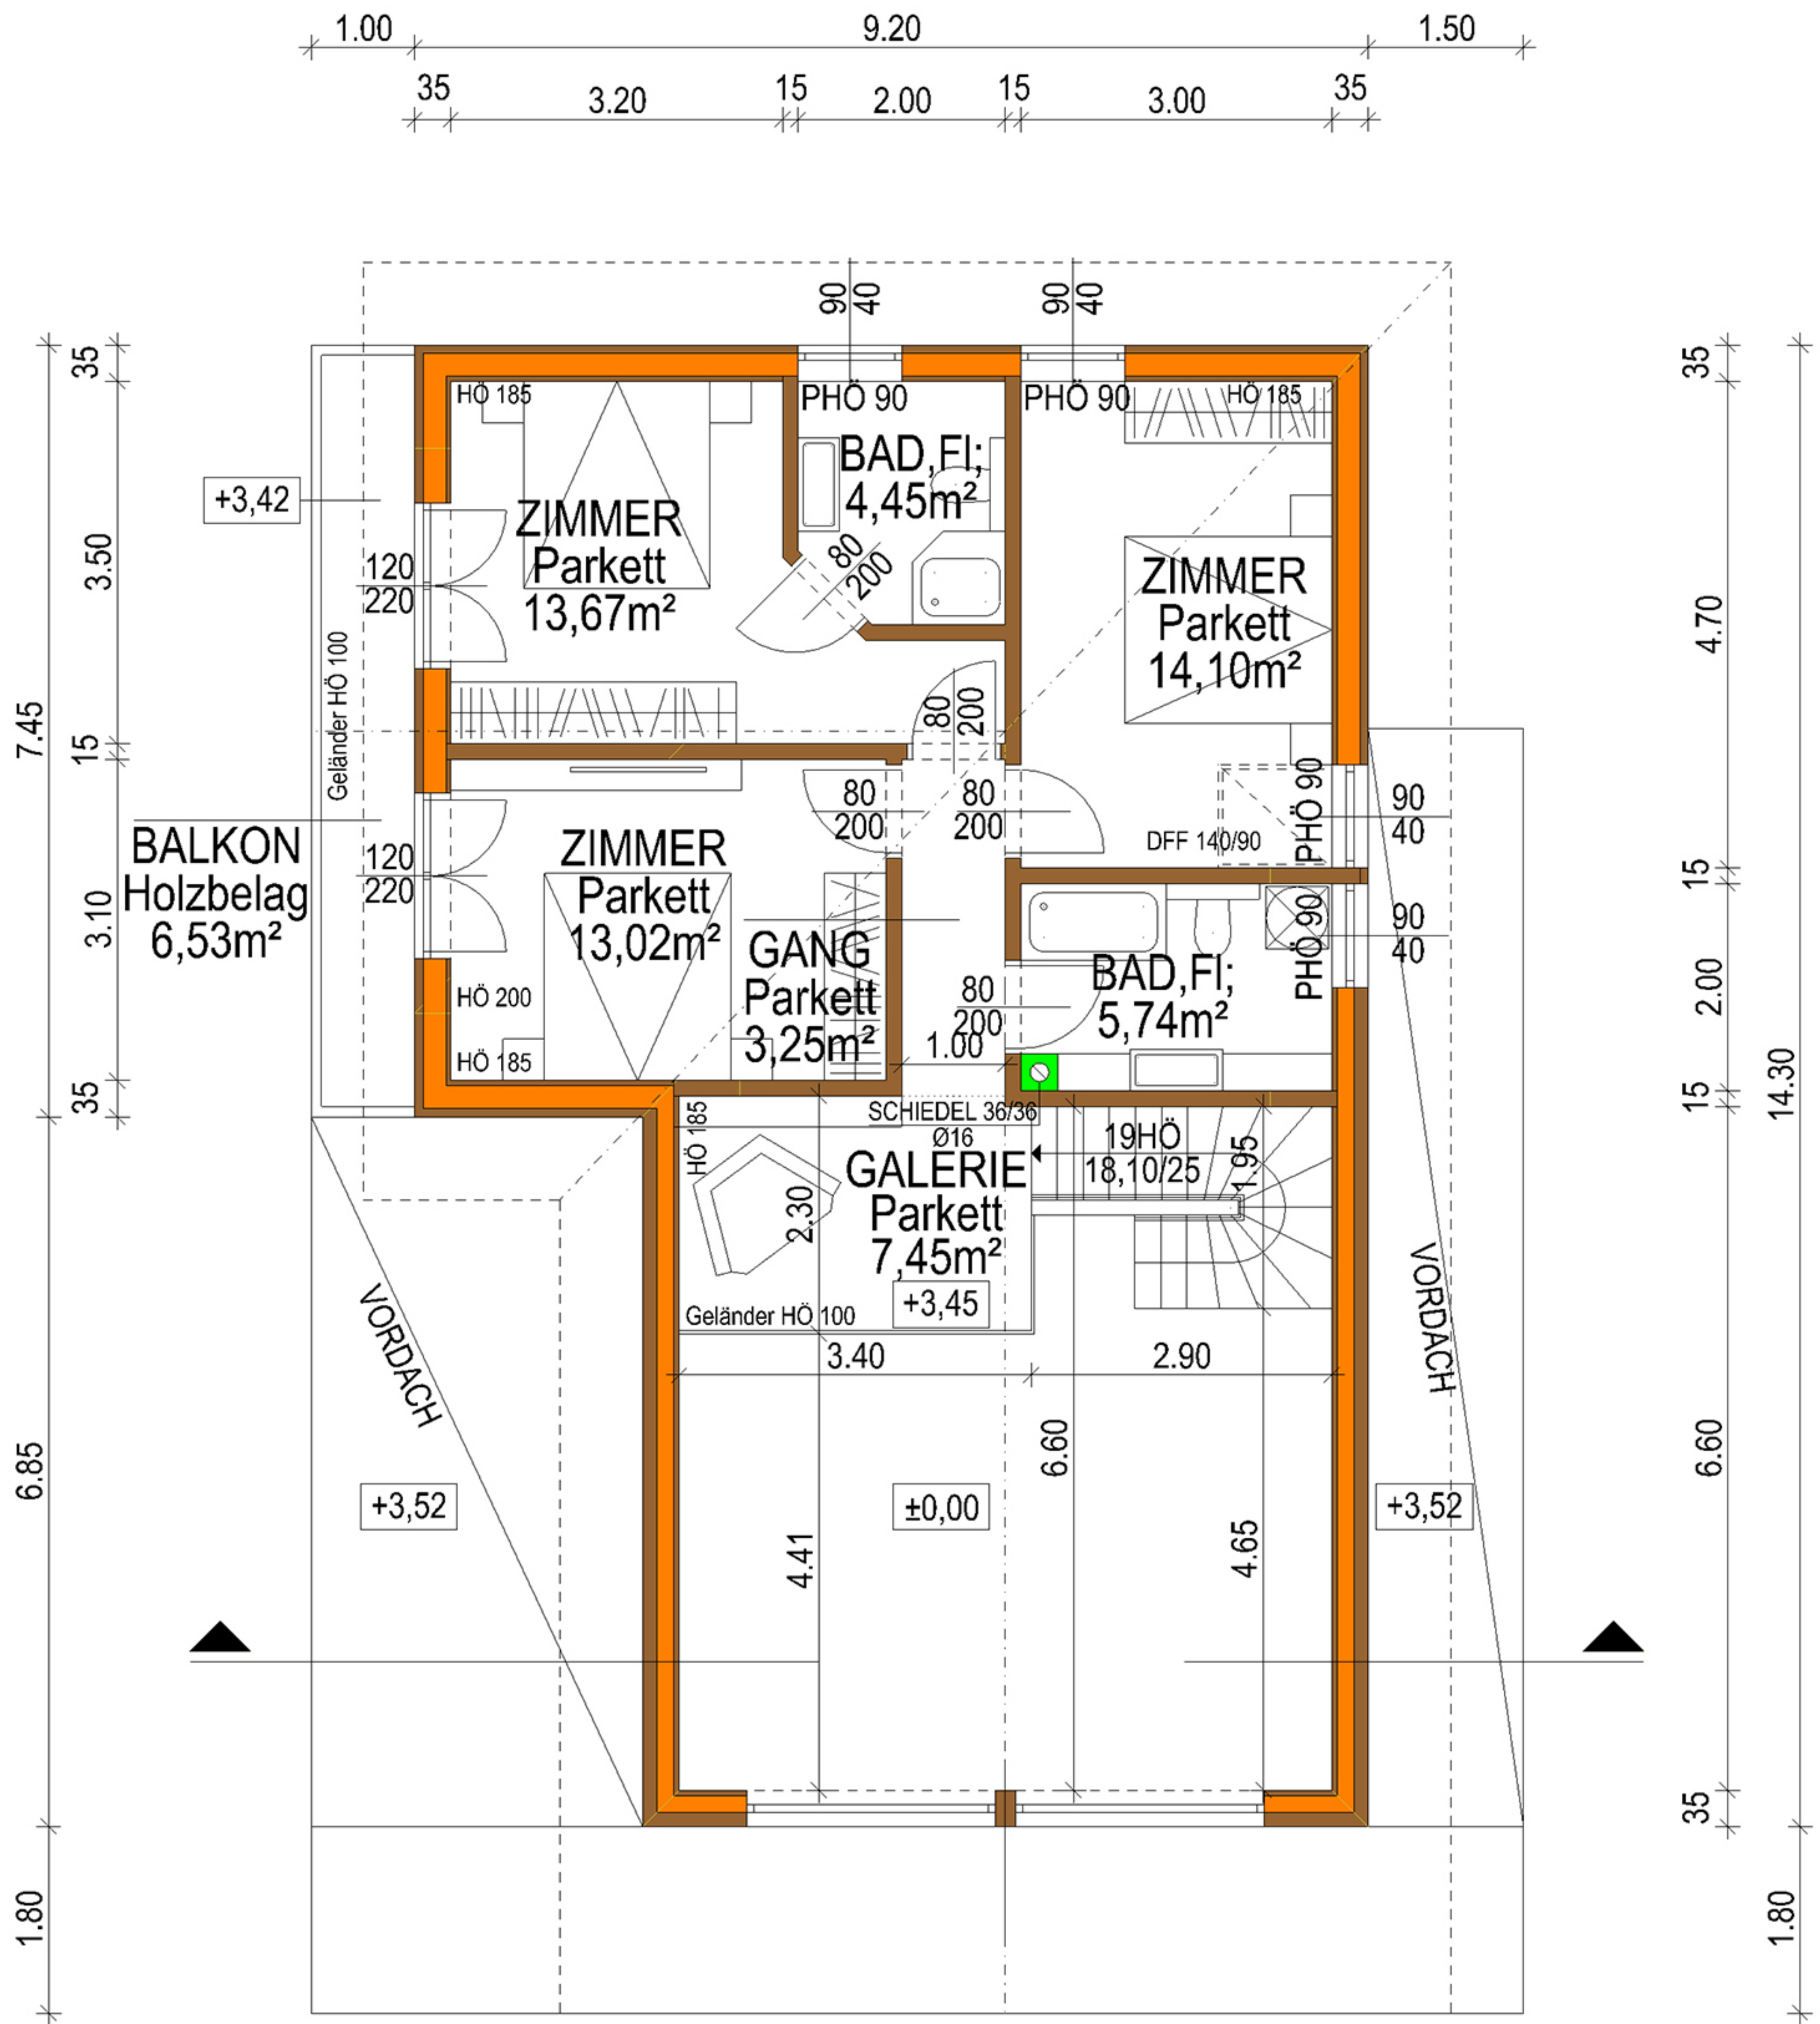 1.00
9.20
1.50
35
3.20
15
2.00
15
3.00
35
90
40
90
40
35
HÖ 185
PHÖ 90
PHÖ 90
HÖ 185
35
+3,42
BAD,Fl;
4,45m²
ZIMMER
Parkett
13,67m²
80
200
ZIMMER
Parkett
14,10m²
3.50
120
220
4.70
Geländer HÖ 100
7.45
15
80
200
80
200
80
200
DFF 140/90
PHÖ 90
90
40
BALKON
Holzbelag
6,53m²
120
220
ZIMMER
Parkett
13,02m²
15
3.10
GANG
Parkett
3,25m²
PHÖ 90
90
40
BAD,Fl;
5,74m²
80
200
1.00
2.00
HÖ 200
HÖ 185
35
15
14.30
HÖ 185
SCHIEDEL 36/36
Ø16
19HÖ
18,10/25
1.95
GALERIE
Parkett
7,45m²
2.30
+3,45
Geländer HÖ 100
VORDACH
VORDACH
3.40
2.90
6.85
6.60
6.60
+3,52
±0,00
+3,52
4.41
4.65
35
1.80
1.80